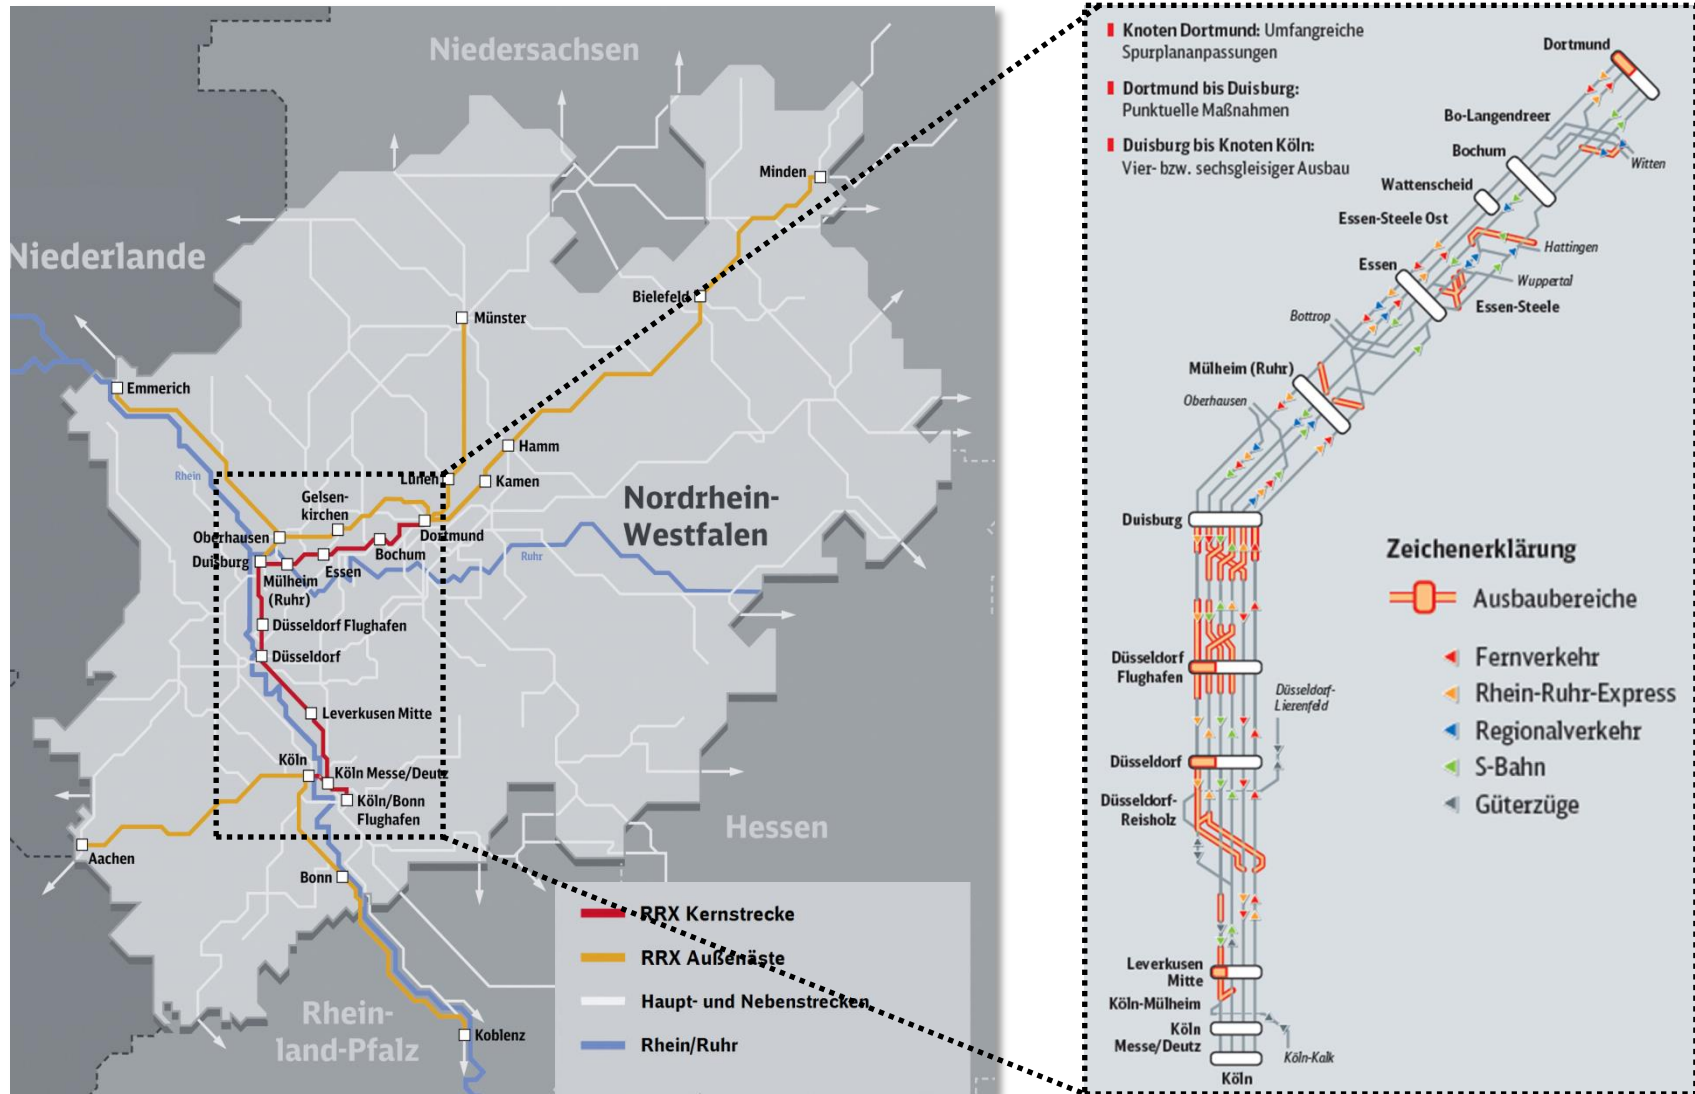 Niedersachsen
Niederlande
Minden
Bielefeld
Münster
Emmerich
Rhein
Hamm
Lünen
Kamen
Gelsen-
kirchen
Nordrhein-
Westfalen
Oberhausen
Dortmund
Bochum
Ruhr
Duisburg
Essen
Mülheim
(Ruhr)
Düsseldorf Flughafen
Düsseldorf
Leverkusen Mitte
Köln
Köln Messe/Deutz
Köln/Bonn
Flughafen
Hessen
Aachen
Bonn
Rhein-
land-Pfalz
Koblenz
RRX Kernstrecke
RRX Außenäste
Haupt- und Nebenstrecken
Rhein/Ruhr
Knoten Dortmund: Umfangreiche
Spurplananpassungen
Dortmund bis Duisburg:
Punktuelle Maßnahmen
Duisburg bis Knoten Köln:
Vier- bzw. sechsgleisiger Ausbau
Dortmund
Bo-Langendreer
Bochum
Witten
Wattenscheid
Essen-Steele Ost
Hattingen
Essen
Wuppertal
Essen-Steele
Bottrop
Mülheim (Ruhr)
Oberhausen
Duisburg
Düsseldorf
Flughafen
Düsseldorf-
Lierenfeld
Düsseldorf
Düsseldorf-
Reisholz
Leverkusen
Mitte
Köln-Mülheim
Köln
Messe/Deutz
Köln-Kalk
Köln
Zeichenerklärung
Ausbaubereiche
Fernverkehr
Rhein-Ruhr-Express
Regionalverkehr
S-Bahn
Güterzüge